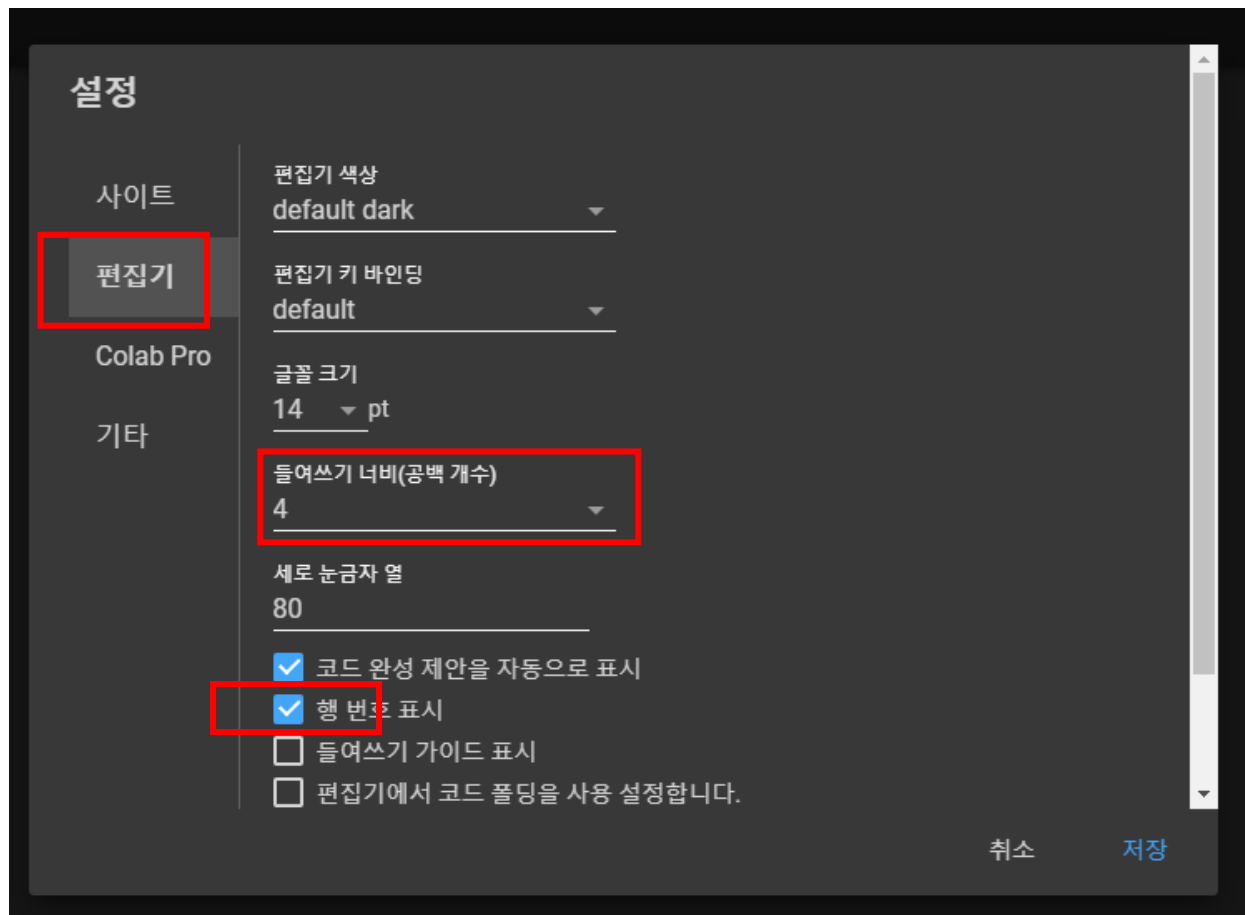 설정
사이트
편집기
Colab Pro
기타
편집기 색상
default dark
편집기 키 바인딩
default
글꼴 크기
14 pt
들여쓰기 너비(공백 개수)
4
세로 눈금자 열
80
코드 완성 제안을 자동으로 표시
행 번호 표시
들여쓰기 가이드 표시
편집기에서 코드 폴딩을 사용 설정합니다.
취소 저장